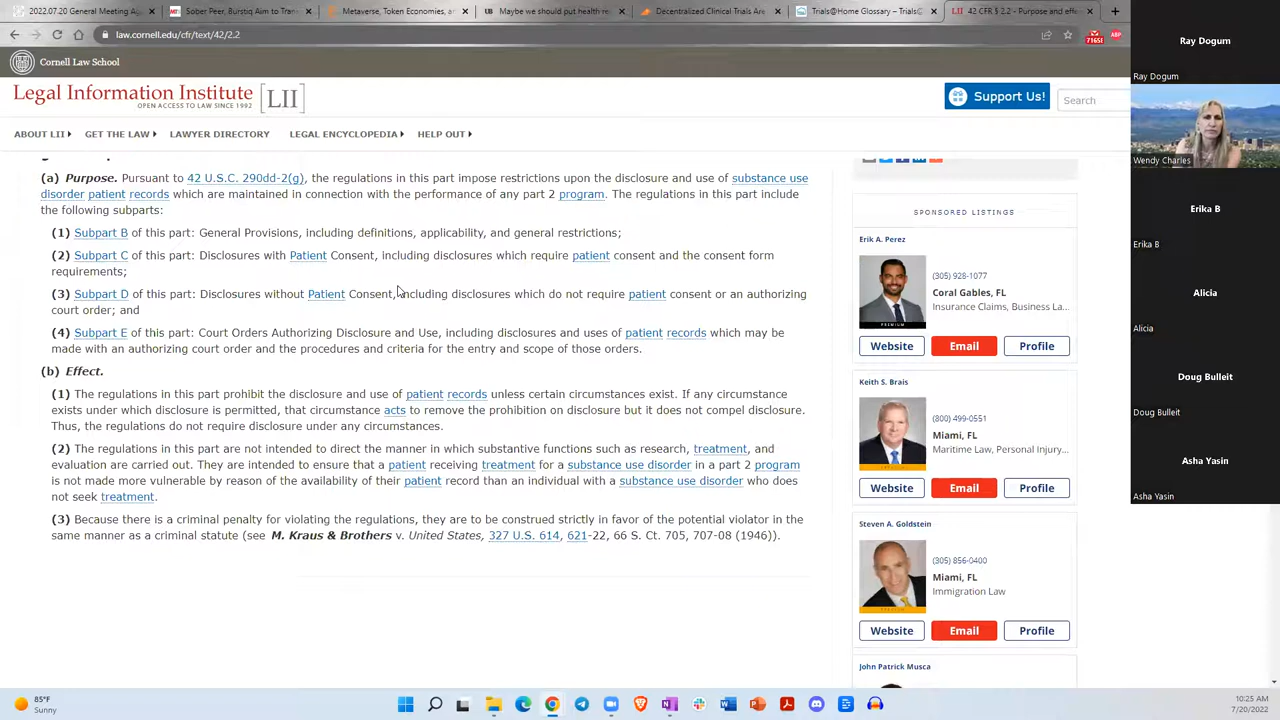 2022.07.20 General Meeting Ag
Sober Peer, Burstiq Aim to Tran
Metaverse, Token Economies, a
Maybe we should put health re
Decentralized Clinical Trials Are
Trials@Home Glossary – Trials@
42 CFR § 2.2 - Purpose and effe
law.cornell.edu/cfr/text/42/2.2
Cornell Law School
Legal Information Institute [LII]
OPEN ACCESS TO LAW SINCE 1992
Support Us!
Search
ABOUT LII
GET THE LAW
LAWYER DIRECTORY
LEGAL ENCYCLOPEDIA
HELP OUT
(a) Purpose. Pursuant to 42 U.S.C. 290dd-2(g), the regulations in this part impose restrictions upon the disclosure and use of substance use
disorder patient records which are maintained in connection with the performance of any part 2 program. The regulations in this part include
the following subparts:
(1) Subpart B of this part: General Provisions, including definitions, applicability, and general restrictions;
(2) Subpart C of this part: Disclosures with Patient Consent, including disclosures which require patient consent and the consent form
requirements;
(3) Subpart D of this part: Disclosures without Patient Consent, including disclosures which do not require patient consent or an authorizing
court order; and
(4) Subpart E of this part: Court Orders Authorizing Disclosure and Use, including disclosures and uses of patient records which may be
made with an authorizing court order and the procedures and criteria for the entry and scope of those orders.
(b) Effect.
(1) The regulations in this part prohibit the disclosure and use of patient records unless certain circumstances exist. If any circumstance
exists under which disclosure is permitted, that circumstance acts to remove the prohibition on disclosure but it does not compel disclosure.
Thus, the regulations do not require disclosure under any circumstances.
(2) The regulations in this part are not intended to direct the manner in which substantive functions such as research, treatment, and
evaluation are carried out. They are intended to ensure that a patient receiving treatment for a substance use disorder in a part 2 program
is not made more vulnerable by reason of the availability of their patient record than an individual with a substance use disorder who does
not seek treatment.
(3) Because there is a criminal penalty for violating the regulations, they are to be construed strictly in favor of the potential violator in the
same manner as a criminal statute (see M. Kraus & Brothers v. United States, 327 U.S. 614, 621-22, 66 S. Ct. 705, 707-08 (1946)).
SPONSORED LISTINGS
Erik A. Perez
(305) 928-1077
Coral Gables, FL
Insurance Claims, Business La...
PREMIUM
Website
Email
Profile
Keith S. Brais
(800) 499-0551
Miami, FL
Maritime Law, Personal Injury...
Website
Email
Profile
Steven A. Goldstein
(305) 856-0400
Miami, FL
Immigration Law
Website
Email
Profile
John Patrick Musca
Ray Dogum
Ray Dogum
Wendy Charles
Erika B
Erika B
Alicia
Alicia
Doug Bulleit
Doug Bulleit
Asha Yasin
Asha Yasin
85°F
Sunny
10:25 AM
7/20/2022